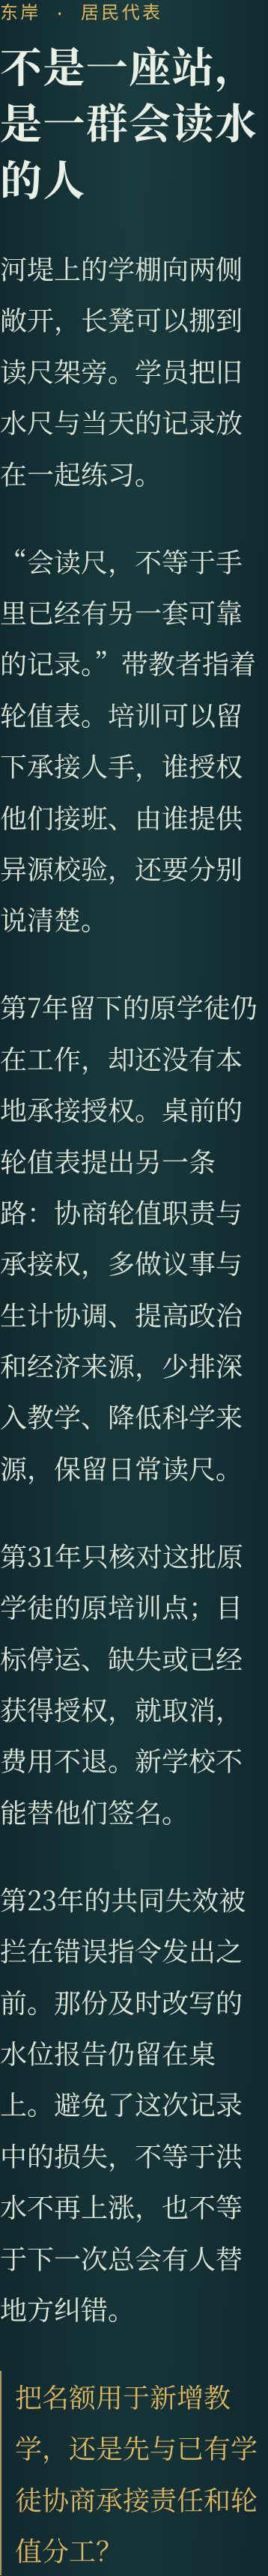 东岸 · 居民代表
不是一座站，
是一群会读水
的人
河堤上的学棚向两侧
敞开，长凳可以挪到
读尺架旁。学员把旧
水尺与当天的记录放
在一起练习。
“会读尺，不等于手
里已经有另一套可靠
的记录。”带教者指着
轮值表。培训可以留
下承接人手，谁授权
他们接班、由谁提供
异源校验，还要分别
说清楚。
第7年留下的原学徒仍
在工作，却还没有本
地承接授权。桌前的
轮值表提出另一条
路：协商轮值职责与
承接权，多做议事与
生计协调、提高政治
和经济来源，少排深
入教学、降低科学来
源，保留日常读尺。
第31年只核对这批原
学徒的原培训点；目
标停运、缺失或已经
获得授权，就取消，
费用不退。新学校不
能替他们签名。
第23年的共同失效被
拦在错误指令发出之
前。那份及时改写的
水位报告仍留在桌
上。避免了这次记录
中的损失，不等于洪
水不再上涨，也不等
于下一次总会有人替
地方纠错。
把名额用于新增教
学，还是先与已有学
徒协商承接责任和轮
值分工？